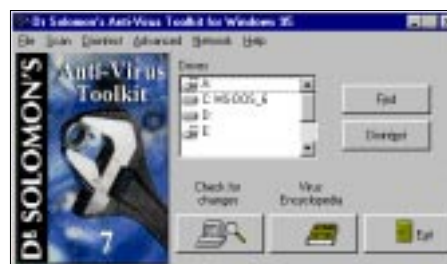 Dr Solomon's Anti-Virus Toolkit for Windows 95
File Scan Disinfect Advanced Network Help
DR SOLOMON'S
Anti-Virus
Toolkit
7
Drives
A:
C: MS-DOS_6
D:
E:
Find
Disinfect
Check for
changes
Virus
Encyclopedia
Exit